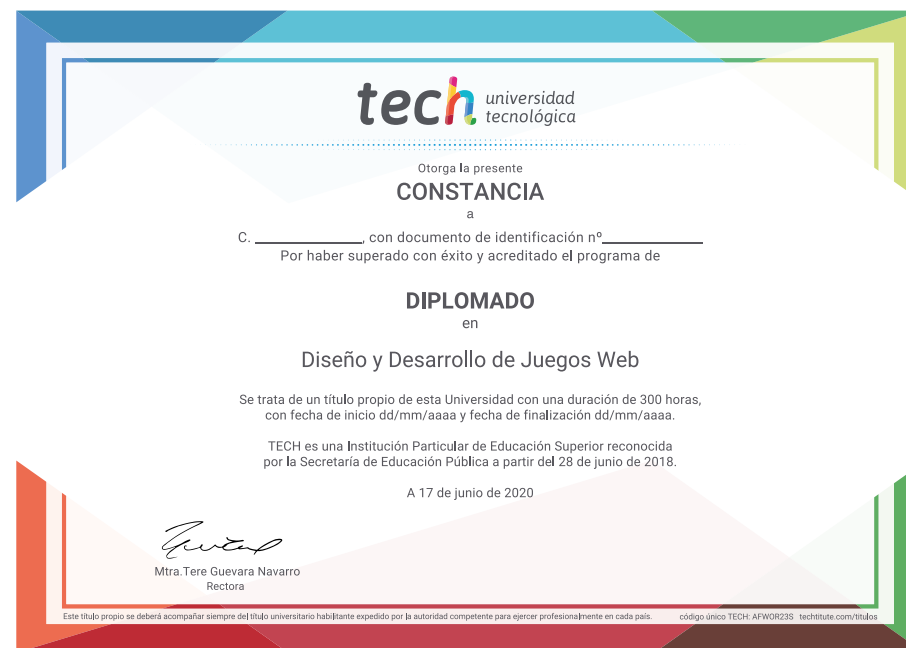 tech universidad
tecnológica
Otorga la presente
CONSTANCIA
a
C. ____________, con documento de identificación nº____________
Por haber superado con éxito y acreditado el programa de
DIPLOMADO
en
Diseño y Desarrollo de Juegos Web
Se trata de un título propio de esta Universidad con una duración de 300 horas,
con fecha de inicio dd/mm/aaaa y fecha de finalización dd/mm/aaaa.
TECH es una Institución Particular de Educación Superior reconocida
por la Secretaría de Educación Pública a partir del 28 de junio de 2018.
A 17 de junio de 2020
Mtra.Tere Guevara Navarro
Rectora
Este título propio se deberá acompañar siempre del título universitario habilitante expedido por la autoridad competente para ejercer profesionalmente en cada país. código único TECH: AFWOR23S techtitute.com/titulos